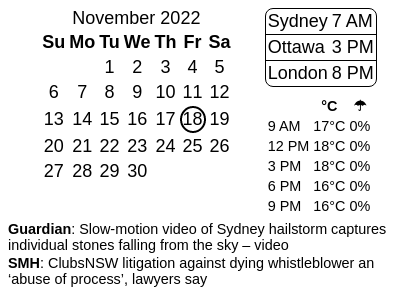 November 2022
Su Mo Tu We Th Fr Sa
1 2 3 4 5
6 7 8 9 10 11 12
13 14 15 16 17 18 19
20 21 22 23 24 25 26
27 28 29 30
Sydney 7 AM
Ottawa 3 PM
London 8 PM
°C ☂
9 AM 17°C 0%
12 PM 18°C 0%
3 PM 18°C 0%
6 PM 16°C 0%
9 PM 16°C 0%
Guardian: Slow-motion video of Sydney hailstorm captures
individual stones falling from the sky – video
SMH: ClubsNSW litigation against dying whistleblower an
‘abuse of process’, lawyers say